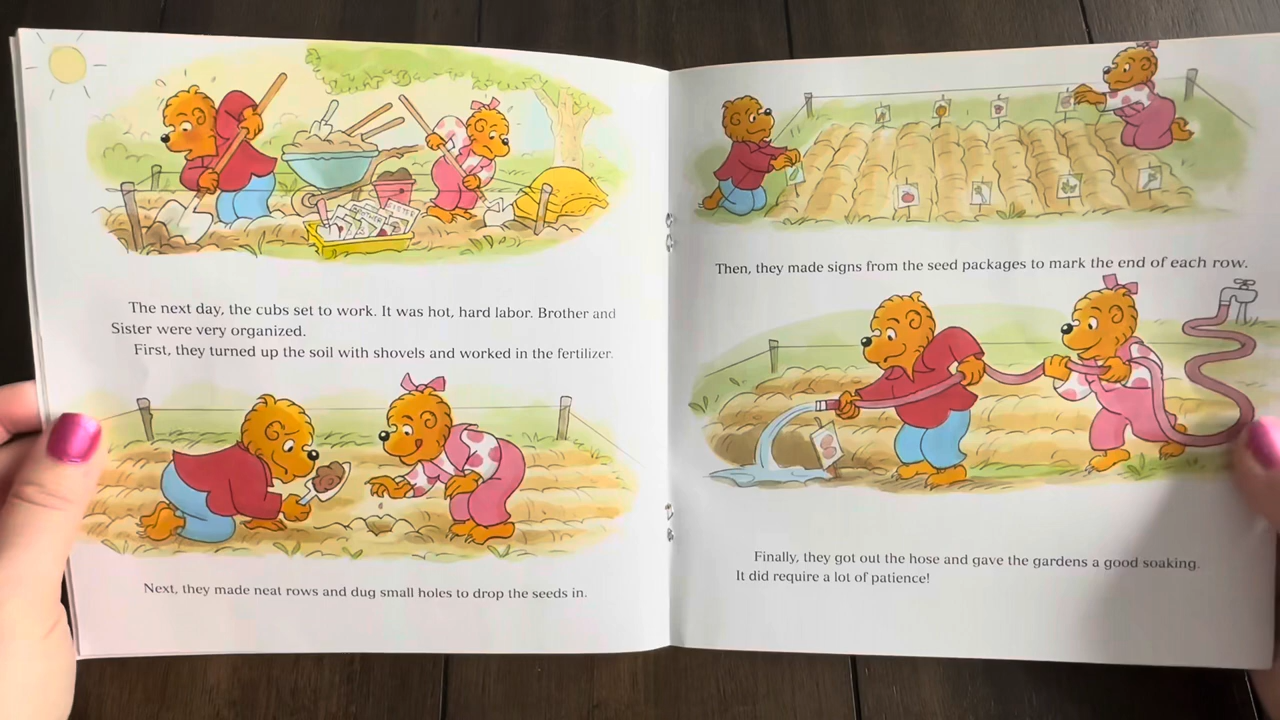 BROTHER
SISTER
The next day, the cubs set to work. It was hot, hard labor. Brother and
Sister were very organized.
First, they turned up the soil with shovels and worked in the fertilizer.
Next, they made neat rows and dug small holes to drop the seeds in.
Then, they made signs from the seed packages to mark the end of each row.
Finally, they got out the hose and gave the gardens a good soaking.
It did require a lot of patience!